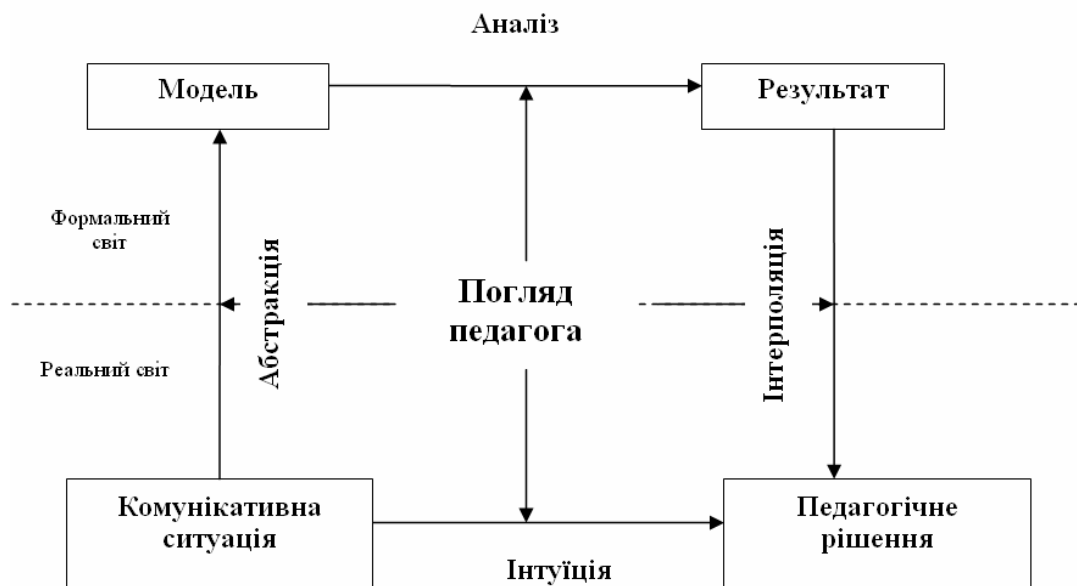 Аналіз
Модель
Результат
Формальний
світ
Абстракція
Погляд
педагога
Інтерполяція
Реальний світ
Комунікативна
ситуація
Педагогічне
рішення
Інтуїція